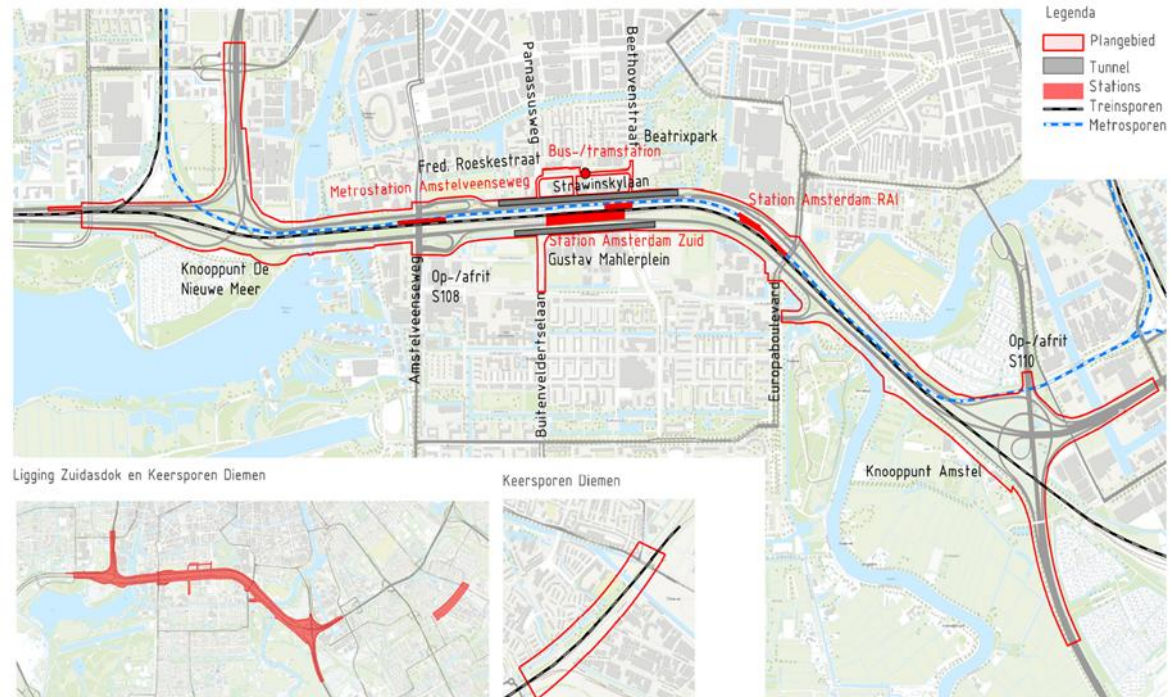 Legenda
Plangebied
Tunnel
Stations
Treinsporen
Metrosporen
Parnassusweg
Beethovenstraat
Beatrixpark
Bus-/tramstation
Fred. Roeskestraat
Metrostation Amstelveenseweg
Strawinskylaan
Station Amsterdam RAI
Station Amsterdam Zuid
Gustav Mahlerplein
Knooppunt De
Nieuwe Meer
Op-/afrit
S108
Amstelveenseweg
Buitenveldertselaan
Europaboulevard
Op-/afrit
S110
Knooppunt Amstel
Ligging Zuidasdok en Keersporen Diemen
Keersporen Diemen